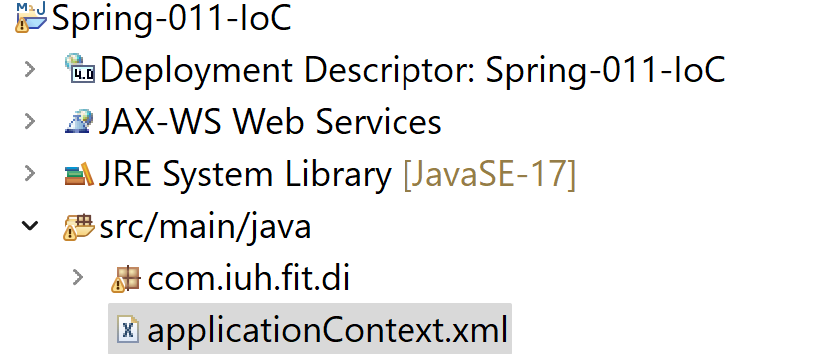 Spring-011-IoC
Deployment Descriptor: Spring-011-IoC
JAX-WS Web Services
JRE System Library [JavaSE-17]
src/main/java
com.iuh.fit.di
applicationContext.xml